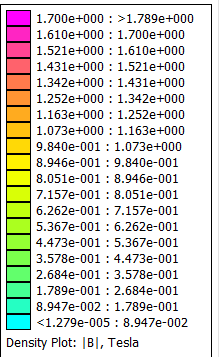 1.700e+000 : >1.789e+000
1.610e+000 : 1.700e+000
1.521e+000 : 1.610e+000
1.431e+000 : 1.521e+000
1.342e+000 : 1.431e+000
1.252e+000 : 1.342e+000
1.163e+000 : 1.252e+000
1.073e+000 : 1.163e+000
9.840e-001 : 1.073e+000
8.946e-001 : 9.840e-001
8.051e-001 : 8.946e-001
7.157e-001 : 8.051e-001
6.262e-001 : 7.157e-001
5.367e-001 : 6.262e-001
4.473e-001 : 5.367e-001
3.578e-001 : 4.473e-001
2.684e-001 : 3.578e-001
1.789e-001 : 2.684e-001
8.947e-002 : 1.789e-001
<1.279e-005 : 8.947e-002
Density Plot: |B|, Tesla